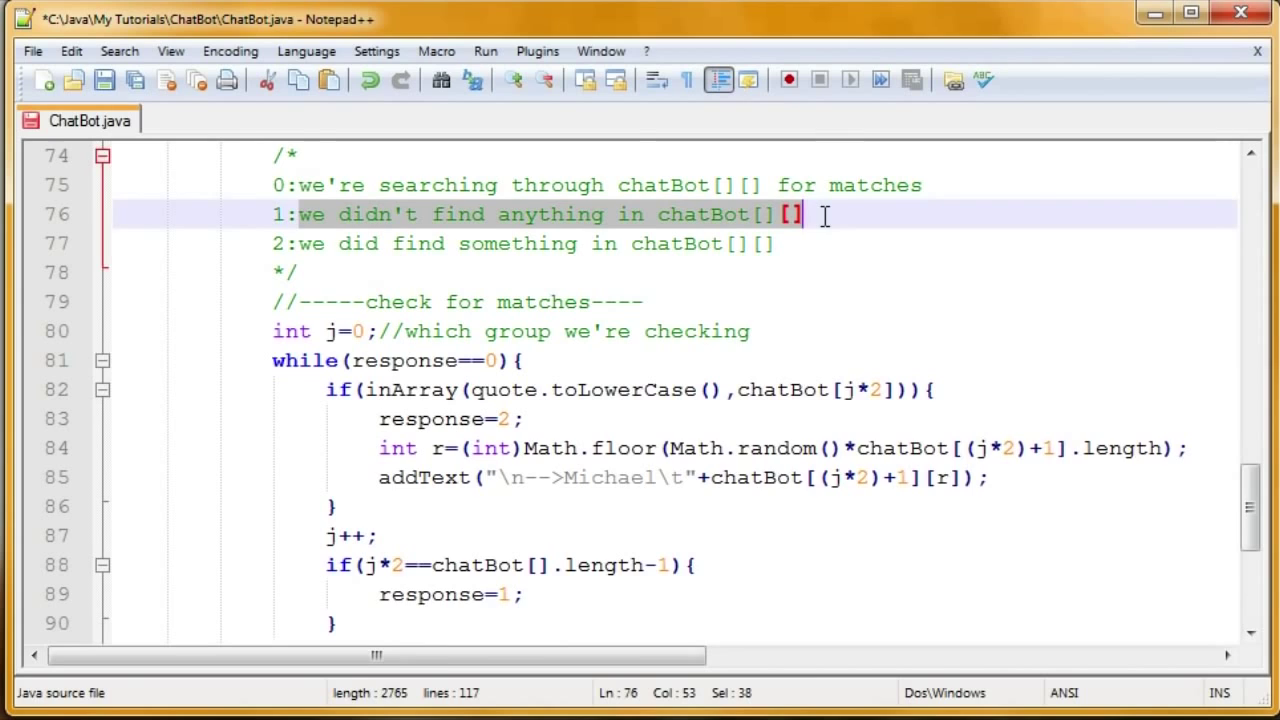 *C:\Java\My Tutorials\ChatBot\ChatBot.java - Notepad++
File Edit Search View Encoding Language Settings Macro Run Plugins Window ? X
ABC
ChatBot.java
74 /*
75 0:we're searching through chatBot[][] for matches
76 1:we didn't find anything in chatBot[][]
77 2:we did find something in chatBot[][]
78 */
79 //-----check for matches----
80 int j=0;//which group we're checking
81 while(response==0){
82 if(inArray(quote.toLowerCase(),chatBot[j*2])){
83 response=2;
84 int r=(int)Math.floor(Math.random()*chatBot[(j*2)+1].length);
85 addText("\n-->Michael\t"+chatBot[(j*2)+1][r]);
86 }
87 j++;
88 if(j*2==chatBot[].length-1){
89 response=1;
90 }
Java source file length : 2765 lines : 117 Ln : 76 Col : 53 Sel : 38 Dos\Windows ANSI INS